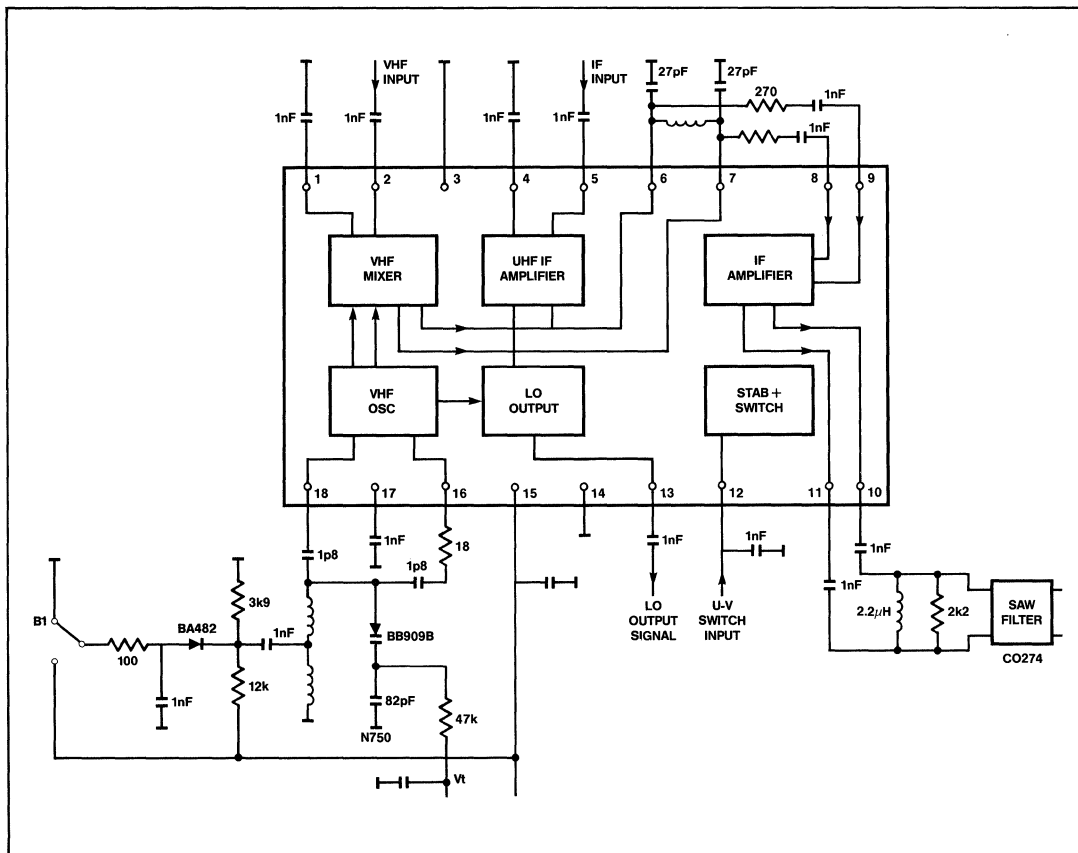 VHF
INPUT
IF
INPUT
27pF
27pF
270
1nF
1nF
1nF
1nF
1nF
1nF
1
2
3
4
5
6
7
8
9
VHF
MIXER
UHF IF
AMPLIFIER
IF
AMPLIFIER
VHF
OSC
LO
OUTPUT
STAB +
SWITCH
18
17
16
15
14
13
12
11
10
1p8
1nF
18
1p8
1nF
1nF
1nF
1nF
LO
OUTPUT
SIGNAL
U-V
SWITCH
INPUT
2.2µH
2k2
SAW
FILTER
CO274
B1
100
BA482
3k9
1nF
BB909B
1nF
12k
82pF
N750
47k
Vt